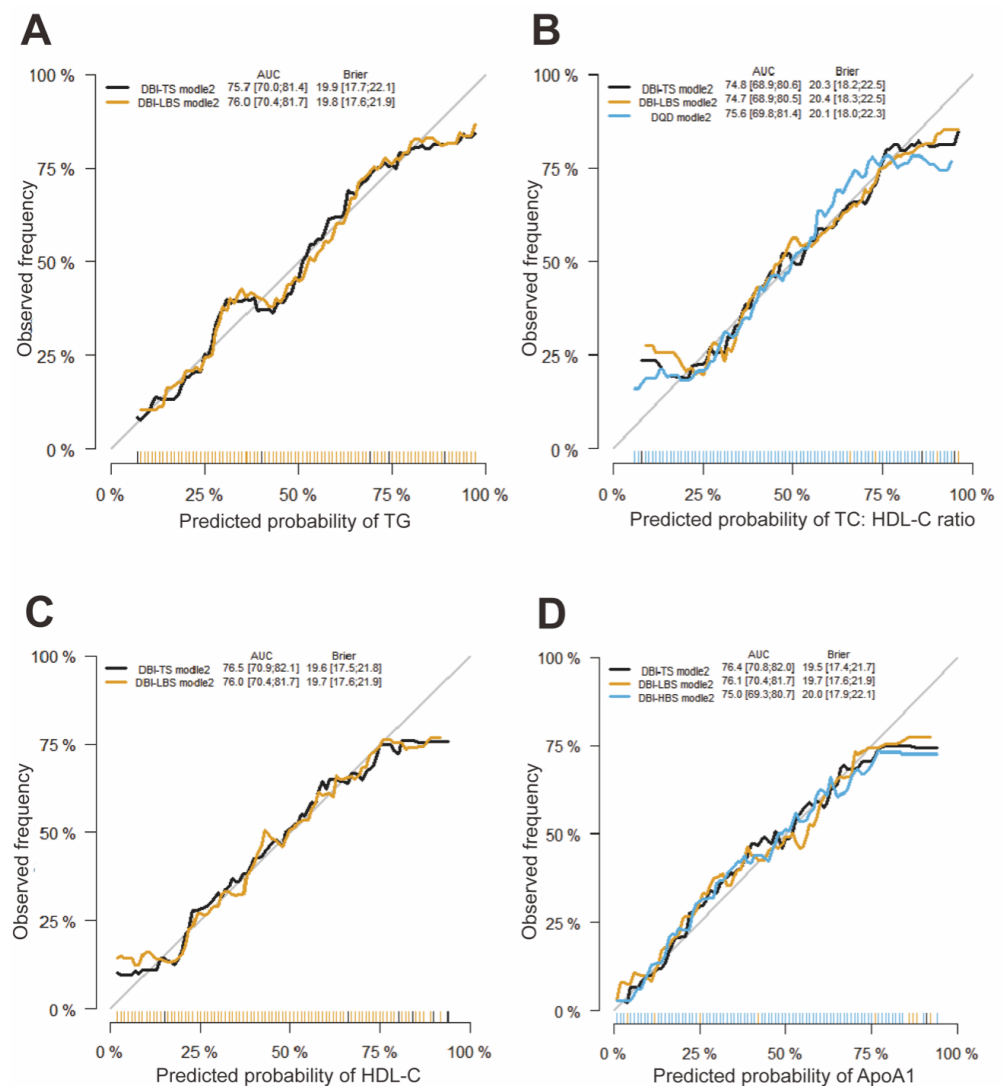 A
AUC Brier
DBI-TS modle2 75.7 [70.0;81.4] 19.9 [17.7;22.1]
DBI-LBS modle2 76.0 [70.4;81.7] 19.8 [17.6;21.9]
100 %
75 %
50 %
25 %
0 %
Observed frequency
0 % 25 % 50 % 75 % 100 %
Predicted probability of TG
B
AUC Brier
DBI-TS modle2 74.8 [68.9;80.6] 20.3 [18.2;22.5]
DBI-LBS modle2 74.7 [68.9;80.5] 20.4 [18.3;22.5]
DQD modle2 75.6 [69.8;81.4] 20.1 [18.0;22.3]
100 %
75 %
50 %
25 %
0 %
Observed frequency
0 % 25 % 50 % 75 % 100 %
Predicted probability of TC: HDL-C ratio
C
AUC Brier
DBI-TS modle2 76.5 [70.9;82.1] 19.6 [17.5;21.8]
DBI-LBS modle2 76.0 [70.4;81.7] 19.7 [17.6;21.9]
100 %
75 %
50 %
25 %
0 %
Observed frequency
0 % 25 % 50 % 75 % 100 %
Predicted probability of HDL-C
D
AUC Brier
DBI-TS modle2 76.4 [70.8;82.0] 19.5 [17.4;21.7]
DBI-LBS modle2 76.1 [70.4;81.7] 19.7 [17.6;21.9]
DBI-HBS modle2 75.0 [69.3;80.7] 20.0 [17.9;22.1]
100 %
75 %
50 %
25 %
0 %
Observed frequency
0 % 25 % 50 % 75 % 100 %
Predicted probability of ApoA1